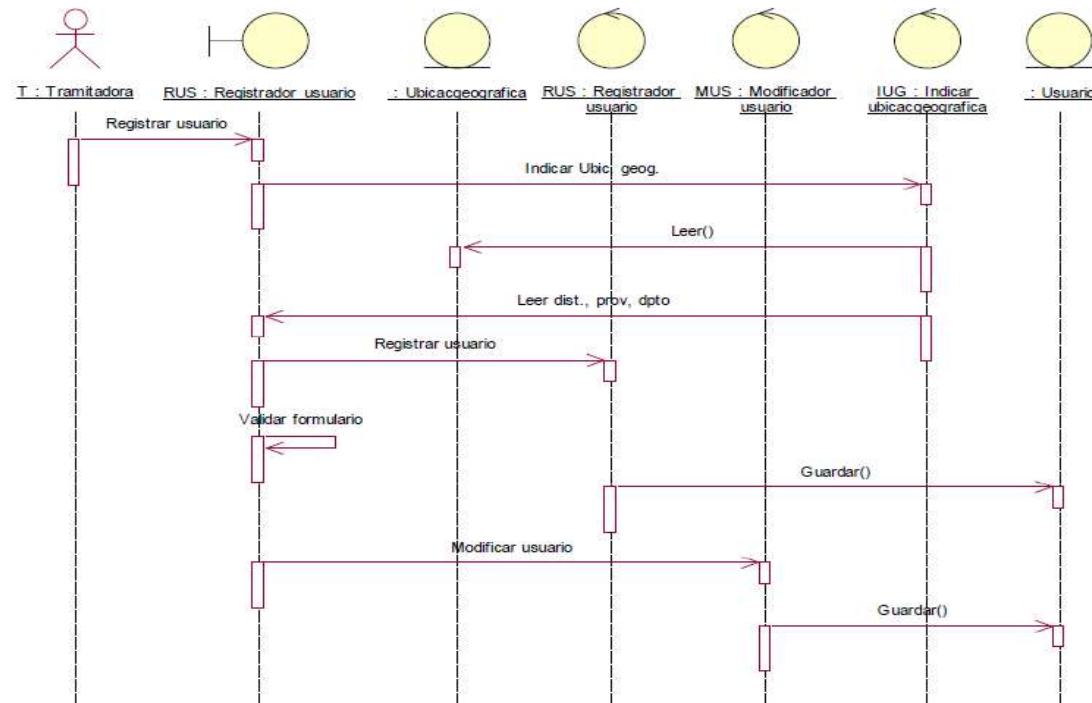 T : Tramitadora
RUS : Registrador usuario
: Ubicacgeografica
RUS : Registrador
usuario
MUS : Modificador
usuario
IUG : Indicar
ubicacgeografica
: Usuario
Registrar usuario
Indicar Ubic. geog.
Leer()
Leer dist., prov, dpto
Registrar usuario
Validar formulario
Guardar()
Modificar usuario
Guardar()